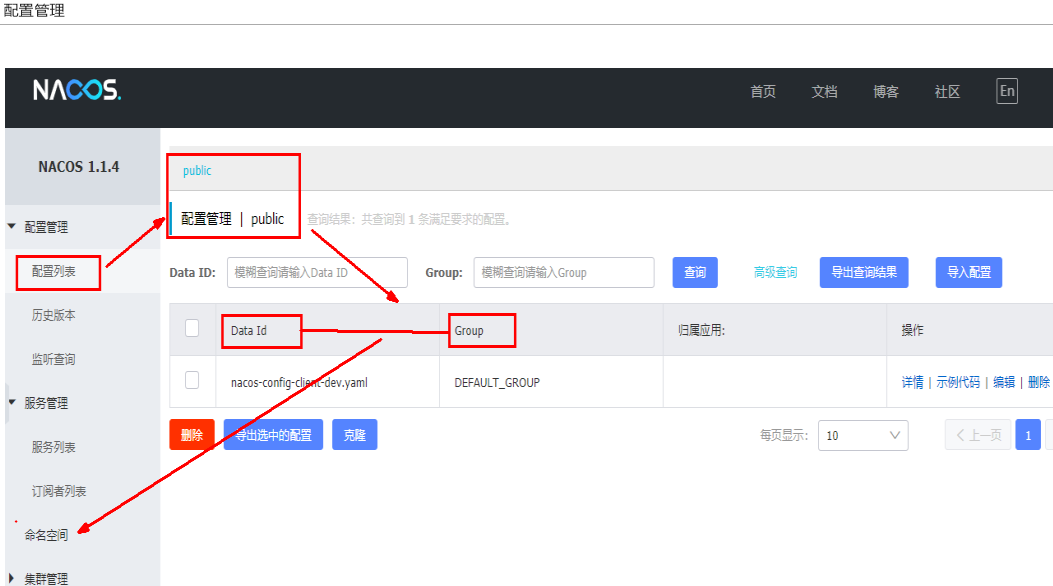 配置管理
NACOS.
首页 文档 博客 社区 En
NACOS 1.1.4
public
配置管理 | public 查询结果：共查询到 1 条满足要求的配置。
配置管理
配置列表
历史版本
监听查询
服务管理
服务列表
订阅者列表
命名空间
集群管理
Data ID: 模糊查询请输入Data ID Group: 模糊查询请输入Group 查询 高级查询 导出查询结果 导入配置
Data Id Group 归属应用: 操作
nacos-config-client-dev.yaml DEFAULT_GROUP 详情 | 示例代码 | 编辑 | 删除
删除 导出选中的配置 克隆 每页显示: 10 上一页 1